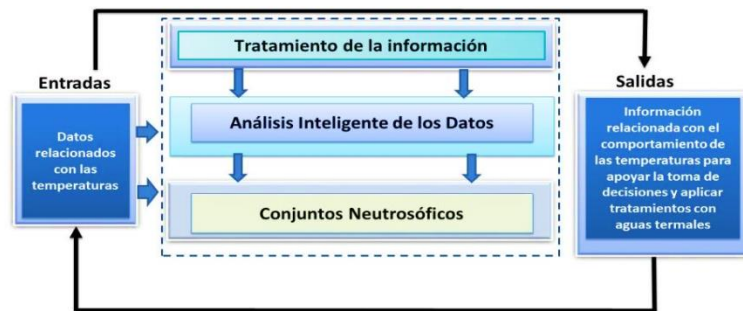 Tratamiento de la información
Entradas
Salidas
Datos
relacionados
con las
temperaturas
Análisis Inteligente de los Datos
Conjuntos Neutrosóficos
Información
relacionada con el
comportamiento de
las temperaturas para
apoyar la toma de
decisiones y aplicar
tratamientos con
aguas termales